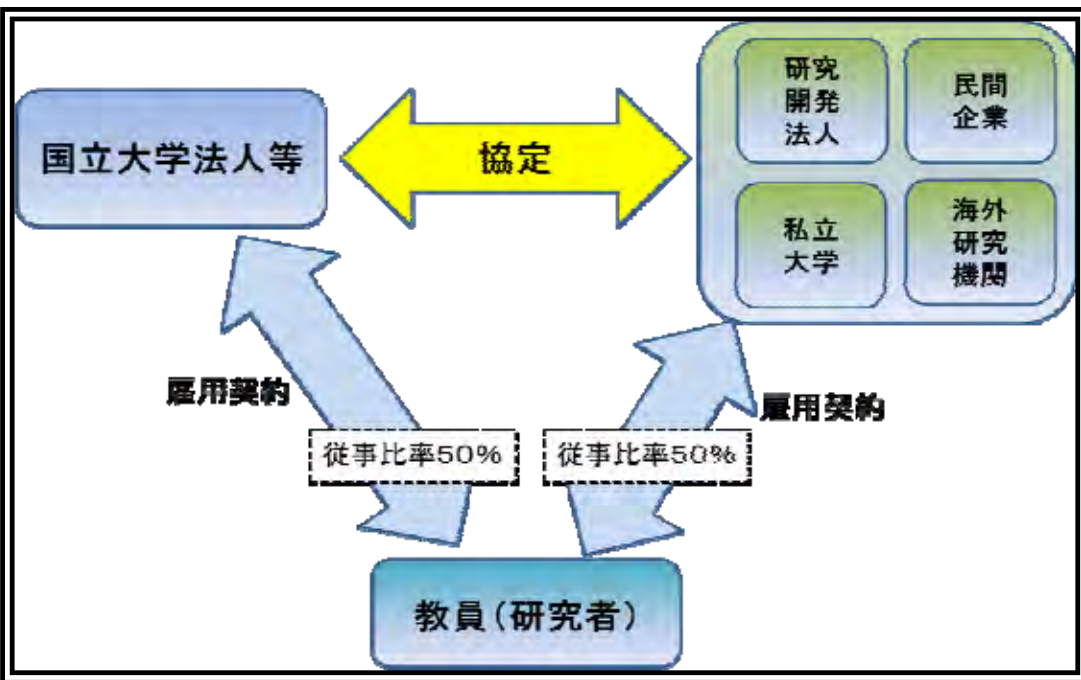 国立大学法人等
協定
研究
開発
法人
民間
企業
私立
大学
海外
研究
機関
雇用契約
雇用契約
従事比率50%
従事比率50%
教員(研究者)